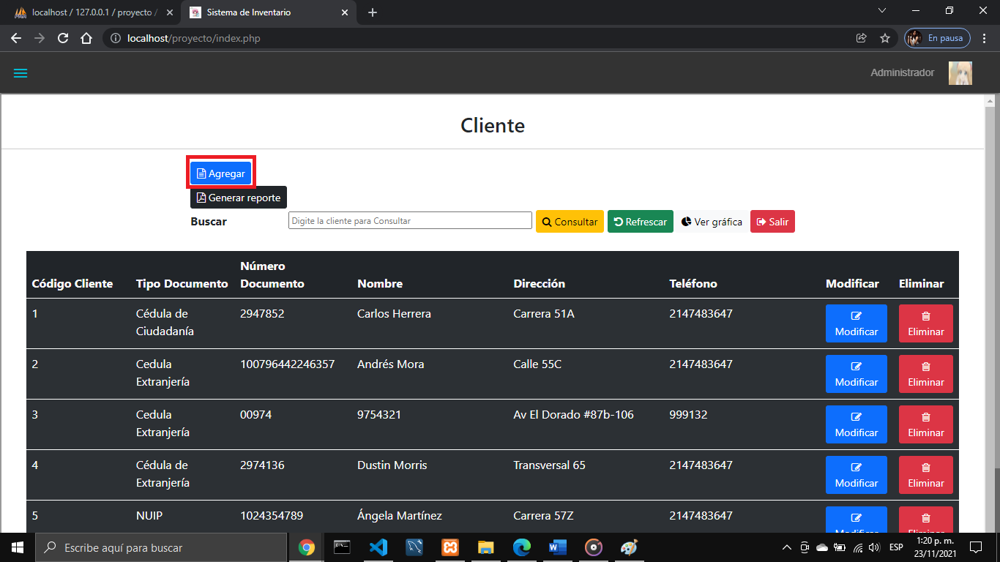 localhost / 127.0.0.1 / proyecto /
Sistema de Inventario
localhost/proyecto/index.php
En pausa
Administrador
Cliente
Agregar
Generar reporte
Buscar Digite la cliente para Consultar Consultar Refrescar Ver gráfica Salir
Código Cliente Tipo Documento Número Documento Nombre Dirección Teléfono Modificar Eliminar
1 Cédula de Ciudadanía 2947852 Carlos Herrera Carrera 51A 2147483647 Modificar Eliminar
2 Cedula Extranjería 100796442246357 Andrés Mora Calle 55C 2147483647 Modificar Eliminar
3 Cedula Extranjería 00974 9754321 Av El Dorado #87b-106 999132 Modificar Eliminar
4 Cédula de Extranjería 2974136 Dustin Morris Transversal 65 2147483647 Modificar Eliminar
5 NUIP 1024354789 Ángela Martínez Carrera 57Z 2147483647 Modificar Eliminar
Escribe aquí para buscar
ESP
1:20 p. m.
23/11/2021